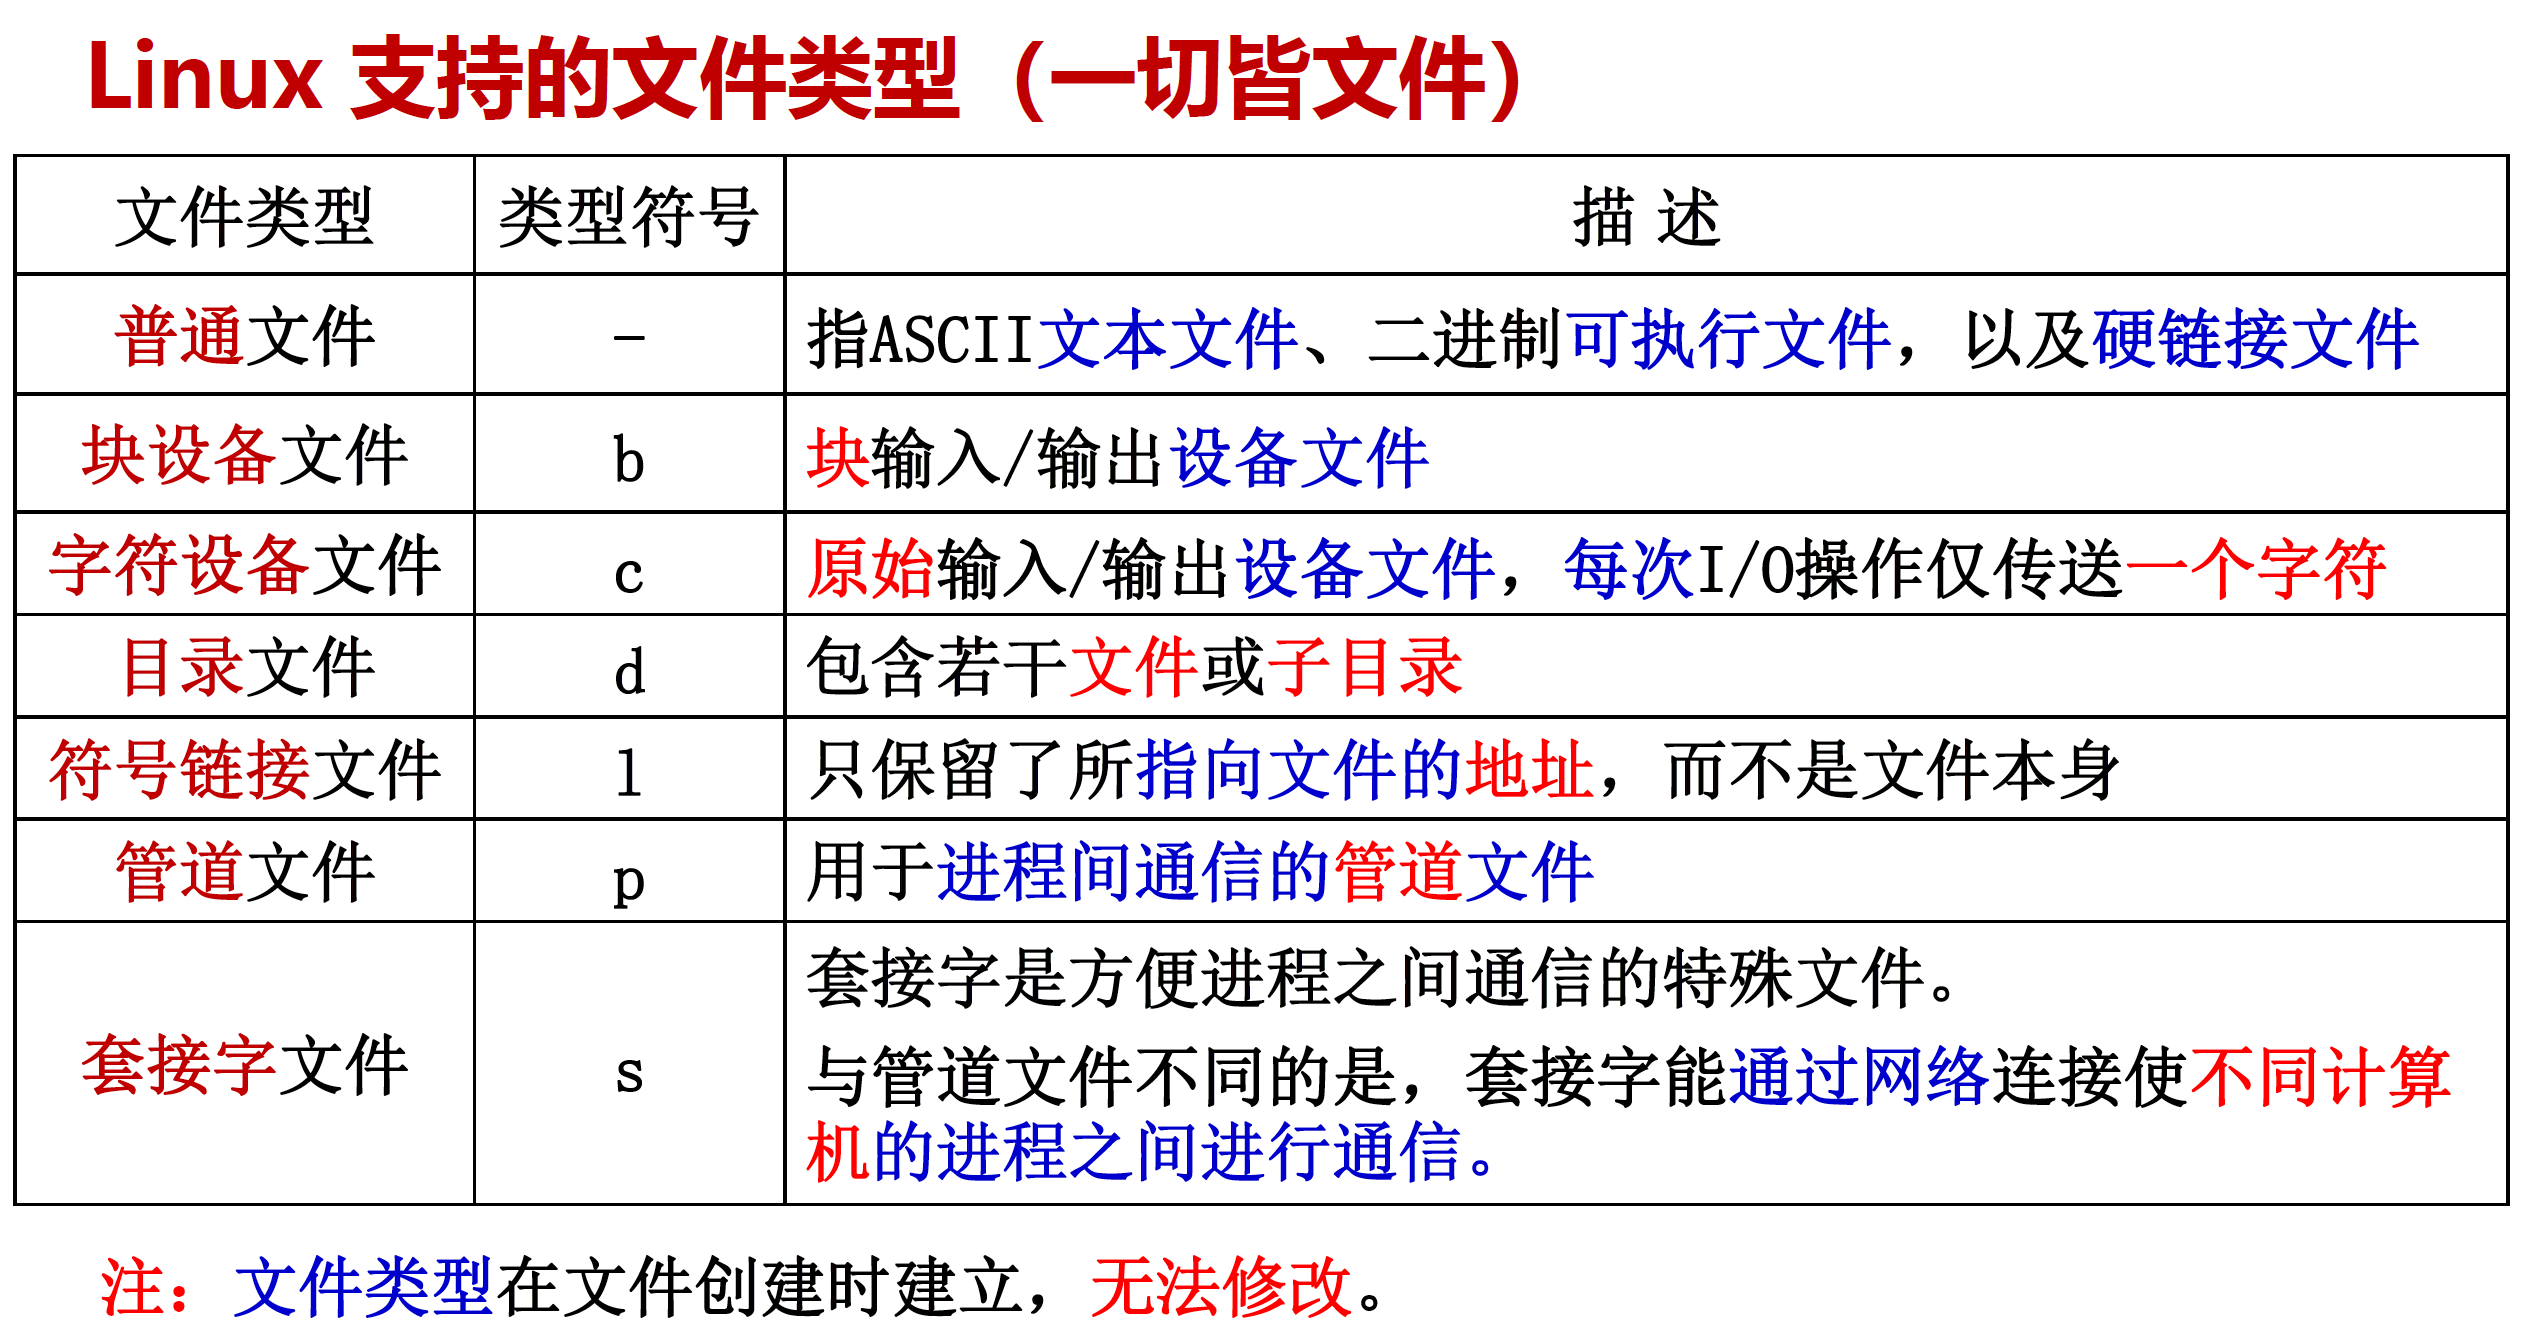 Linux 支持的文件类型（一切皆文件）
文件类型 类型符号 描 述
普通文件 - 指ASCII文本文件、二进制可执行文件，以及硬链接文件
块设备文件 b 块输入/输出设备文件
字符设备文件 c 原始输入/输出设备文件，每次I/O操作仅传送一个字符
目录文件 d 包含若干文件或子目录
符号链接文件 l 只保留了所指向文件的地址，而不是文件本身
管道文件 p 用于进程间通信的管道文件
套接字文件 s 套接字是方便进程之间通信的特殊文件。
与管道文件不同的是，套接字能通过网络连接使不同计算
机的进程之间进行通信。
注：文件类型在文件创建时建立，无法修改。